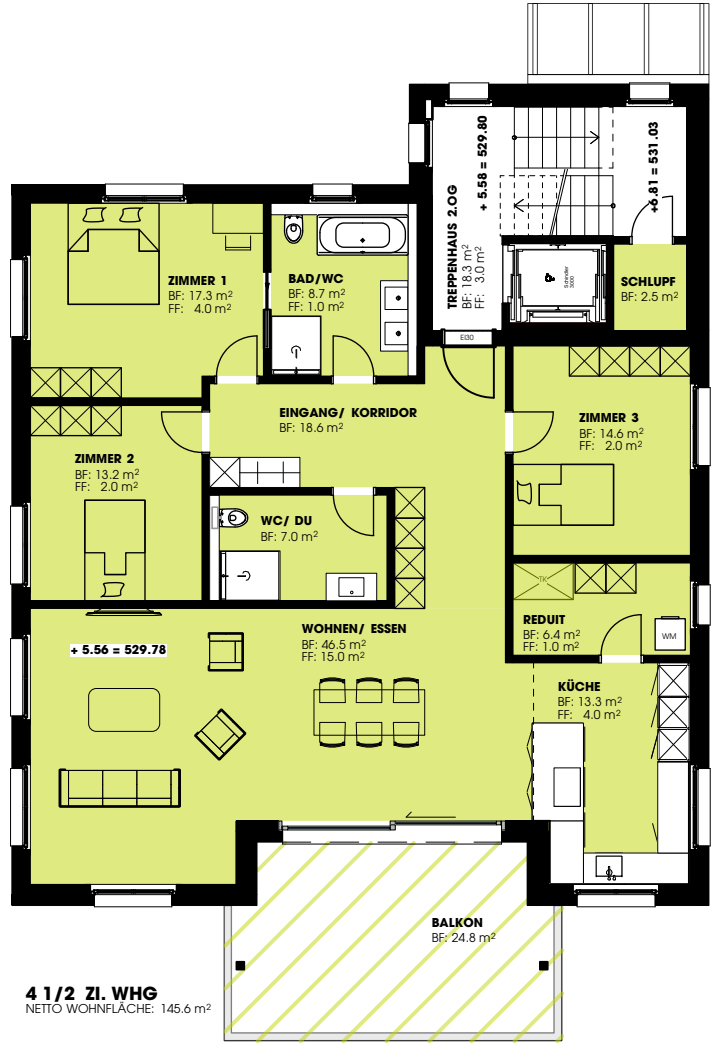 + 5.58 = 529.80
+6.81 = 531.03
TREPPENHAUS 2.OG
BF: 18.3 m²
FF: 3.0 m²
Schindler
3000
SCHLUPF
BF: 2.5 m²
ZIMMER 1
BF: 17.3 m²
FF: 4.0 m²
BAD/WC
BF: 8.7 m²
FF: 1.0 m²
EI30
EINGANG/ KORRIDOR
BF: 18.6 m²
ZIMMER 3
BF: 14.6 m²
FF: 2.0 m²
ZIMMER 2
BF: 13.2 m²
FF: 2.0 m²
WC/ DU
BF: 7.0 m²
TK
REDUIT
BF: 6.4 m²
FF: 1.0 m²
WM
WOHNEN/ ESSEN
BF: 46.5 m²
FF: 15.0 m²
+ 5.56 = 529.78
KÜCHE
BF: 13.3 m²
FF: 4.0 m²
BALKON
BF: 24.8 m²
4 1/2 ZI. WHG
NETTO WOHNFLÄCHE: 145.6 m²